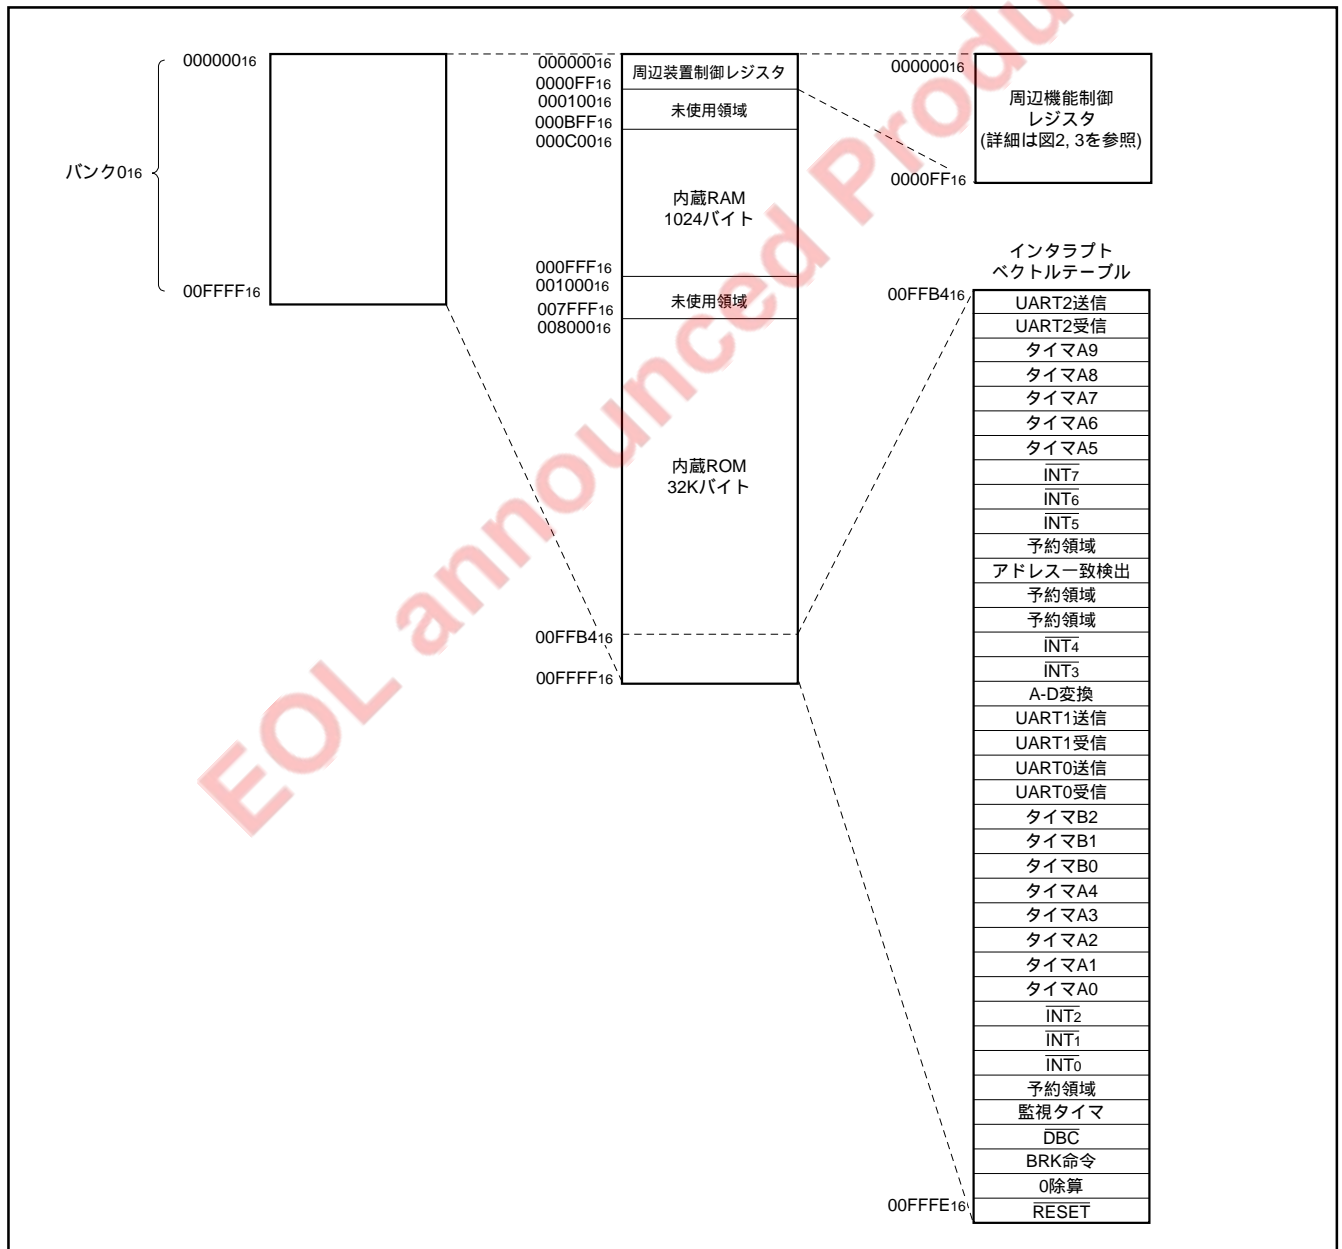 バンク016
00000016
00FFFF16
00000016
0000FF16
00010016
000BFF16
000C0016
000FFF16
00100016
007FFF16
00800016
00FFB416
00FFFF16
周辺装置制御レジスタ
未使用領域
内蔵RAM
1024バイト
未使用領域
内蔵ROM
32Kバイト
00000016
0000FF16
周辺機能制御
レジスタ
(詳細は図2, 3を参照)
インタラプト
ベクトルテーブル
00FFB416
UART2送信
UART2受信
タイマA9
タイマA8
タイマA7
タイマA6
タイマA5
INT7
INT6
INT5
予約領域
アドレス一致検出
予約領域
予約領域
INT4
INT3
A-D変換
UART1送信
UART1受信
UART0送信
UART0受信
タイマB2
タイマB1
タイマB0
タイマA4
タイマA3
タイマA2
タイマA1
タイマA0
INT2
INT1
INT0
予約領域
監視タイマ
DBC
BRK命令
0除算
RESET
00FFFE16
EOL announced Produ